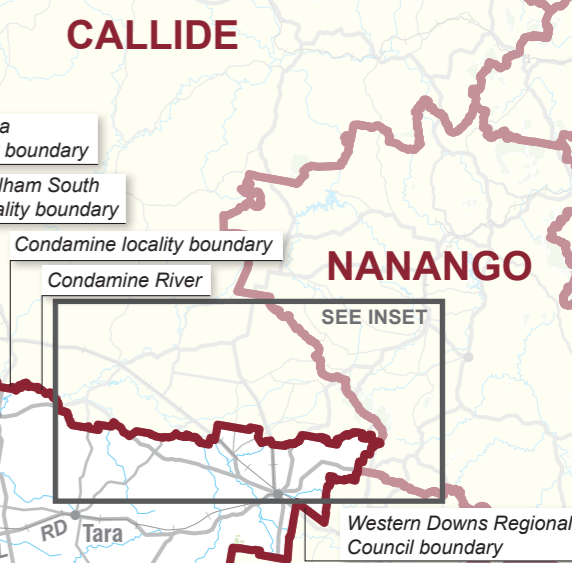 CALLIDE
a
boundary
lham South
ality boundary
Condamine locality boundary
NANANGO
Condamine River
SEE INSET
RD
Tara
Western Downs Regional
Council boundary